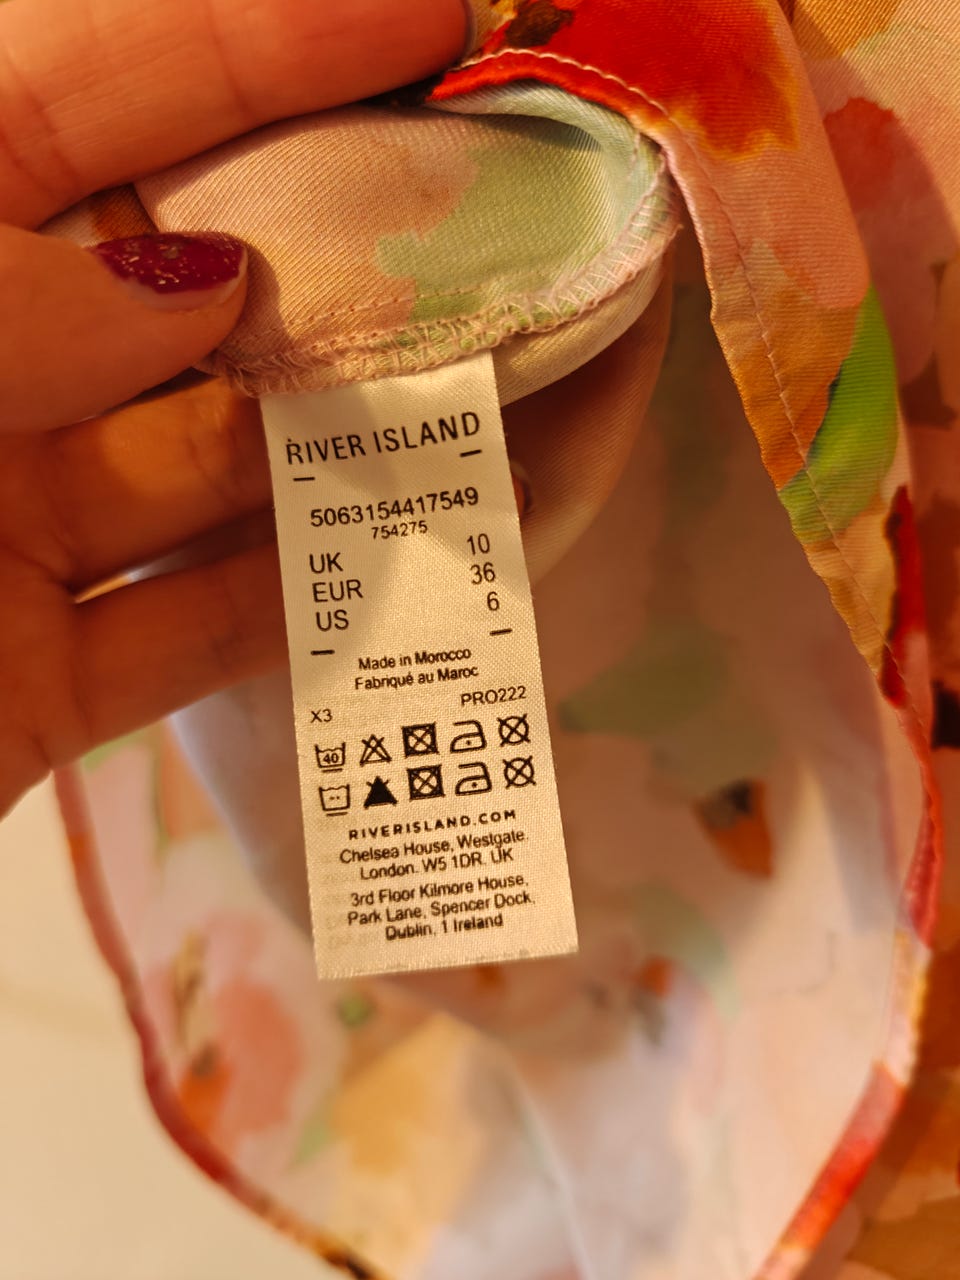 RIVER ISLAND
5063154417549
754275
UK 10
EUR 36
US 6
Made in Morocco
Fabriqué au Maroc
X3 PRO222
40
RIVERISLAND.COM
Chelsea House, Westgate,
London. W5 1DR. UK
3rd Floor Kilmore House,
Park Lane, Spencer Dock,
Dublin, 1 Ireland